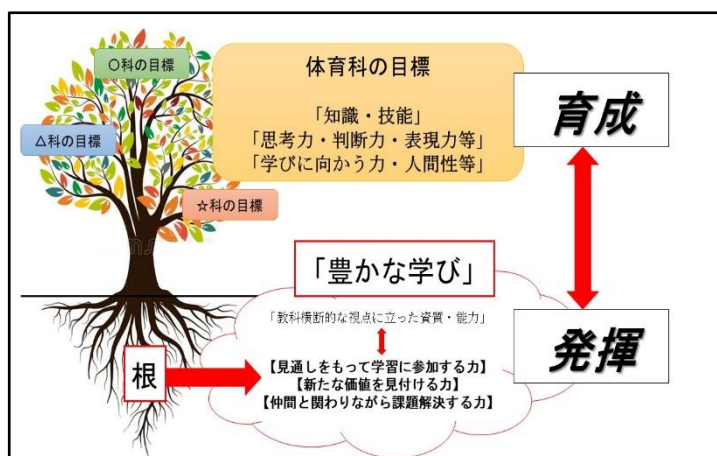 〇科の目標
△科の目標
☆科の目標
体育科の目標
「知識・技能」
「思考力・判断力・表現力等」
「学びに向かう力・人間性等」
育成
「豊かな学び」
「教科横断的な視点に立った資質・能力」
根
【見通しをもって学習に参加する力】
【新たな価値を見付ける力】
【仲間と関わりながら課題解決する力】
発揮